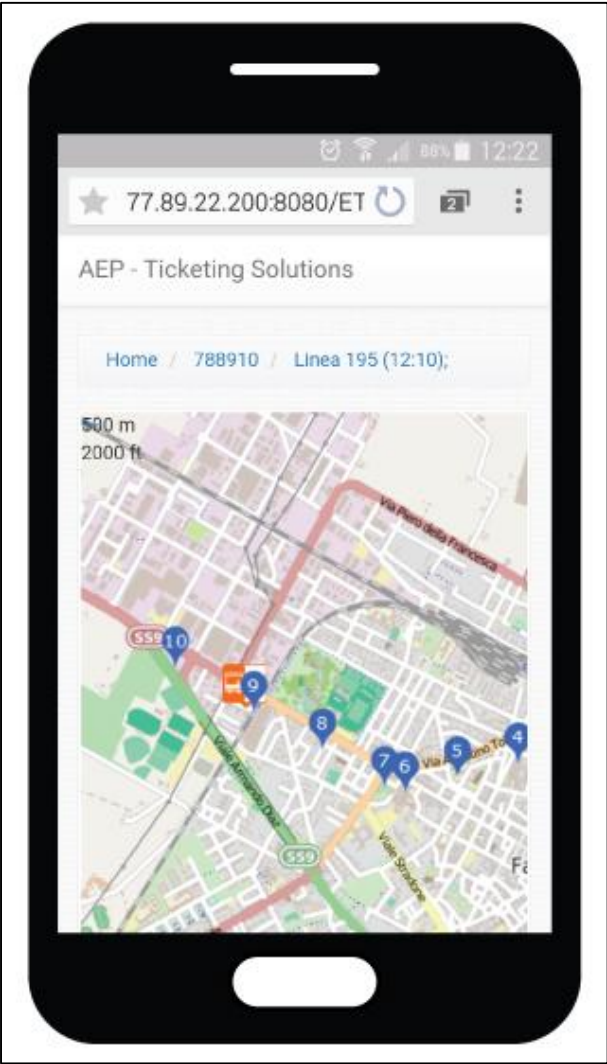 88% 12:22
77.89.22.200:8080/ET 2
AEP - Ticketing Solutions
Home / 788910 / Linea 195 (12:10);
500 m
2000 ft
Via Piero della Francesca
SS9 10
9
8
7 6 Via 5 4
Viale Armando Diaz
SS9
Viale Stradone
Fa